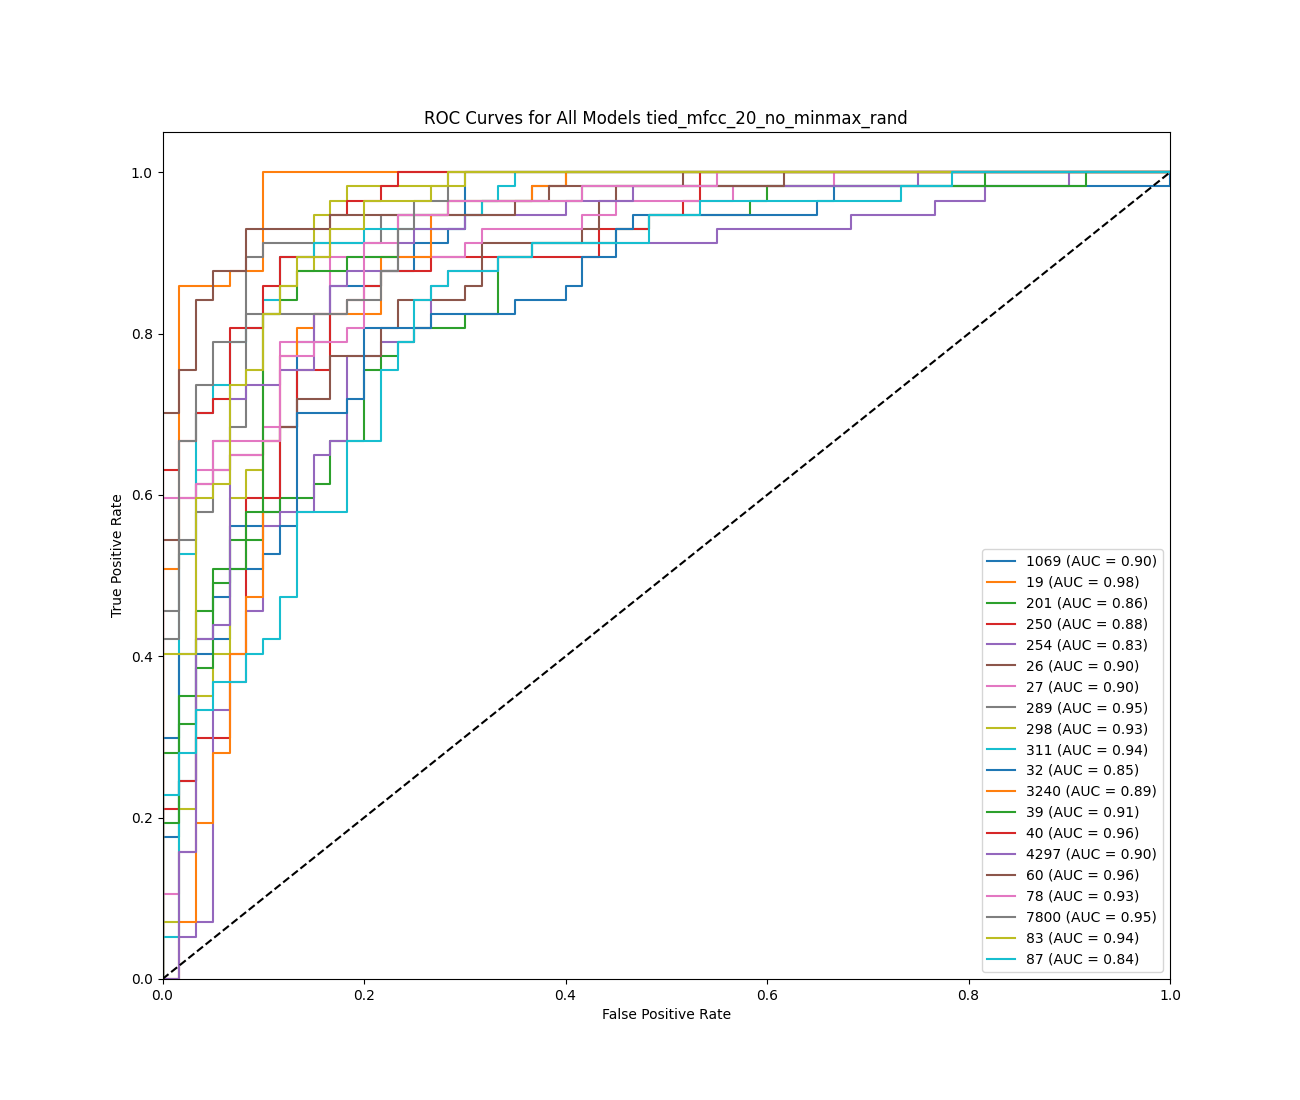 ROC Curves for All Models tied_mfcc_20_no_minmax_rand
1.0
0.8
0.6
0.4
0.2
0.0
True Positive Rate
1069 (AUC = 0.90)
19 (AUC = 0.98)
201 (AUC = 0.86)
250 (AUC = 0.88)
254 (AUC = 0.83)
26 (AUC = 0.90)
27 (AUC = 0.90)
289 (AUC = 0.95)
298 (AUC = 0.93)
311 (AUC = 0.94)
32 (AUC = 0.85)
3240 (AUC = 0.89)
39 (AUC = 0.91)
40 (AUC = 0.96)
4297 (AUC = 0.90)
60 (AUC = 0.96)
78 (AUC = 0.93)
7800 (AUC = 0.95)
83 (AUC = 0.94)
87 (AUC = 0.84)
0.0 0.2 0.4 0.6 0.8 1.0
False Positive Rate